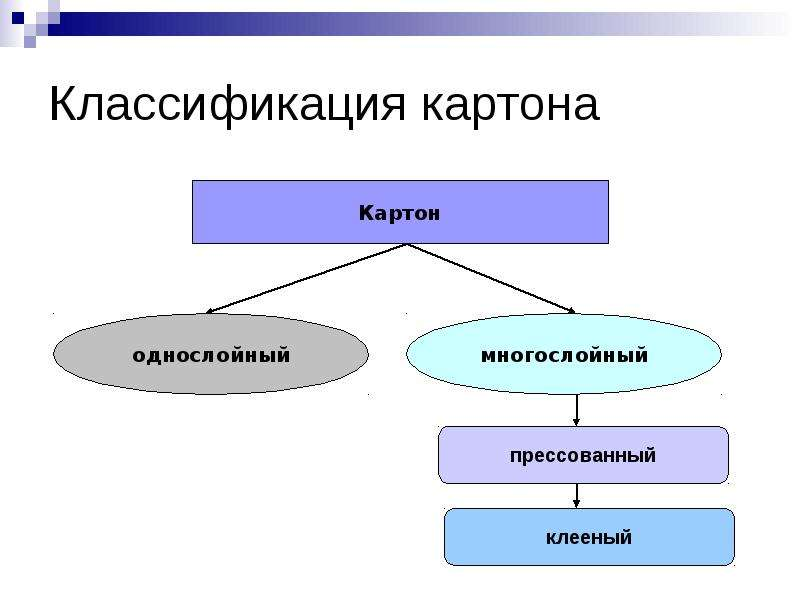 Классификация картона
Картон
однослойный
многослойный
прессованный
клееный